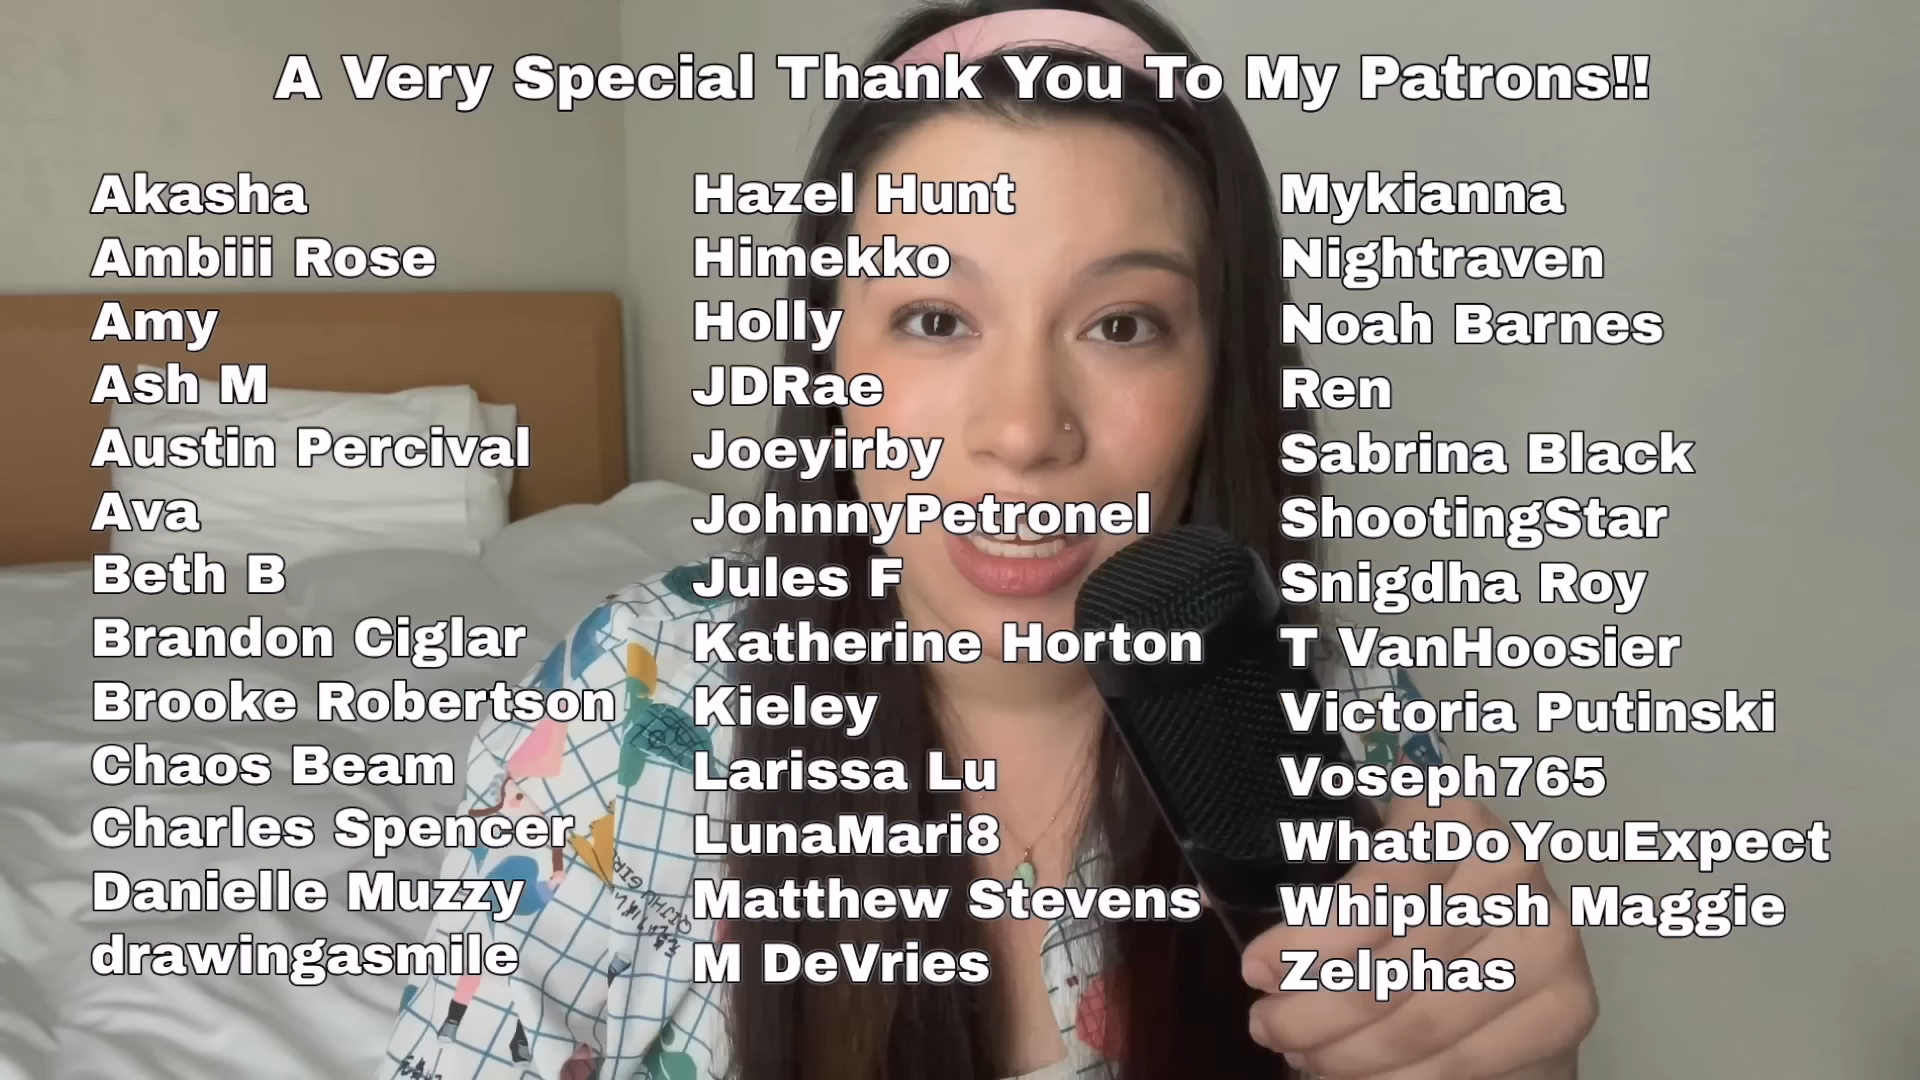 A Very Special Thank You To My Patrons!!
Akasha
Ambiii Rose
Amy
Ash M
Austin Percival
Ava
Beth B
Brandon Ciglar
Brooke Robertson
Chaos Beam
Charles Spencer
Danielle Muzzy
drawingasmile
Hazel Hunt
Himekko
Holly
JDRae
Joeyirby
JohnnyPetronel
Jules F
Katherine Horton
Kieley
Larissa Lu
LunaMari8
Matthew Stevens
M DeVries
Mykianna
Nightraven
Noah Barnes
Ren
Sabrina Black
ShootingStar
Snigdha Roy
T VanHoosier
Victoria Putinski
Voseph765
WhatDoYouExpect
Whiplash Maggie
Zelphas